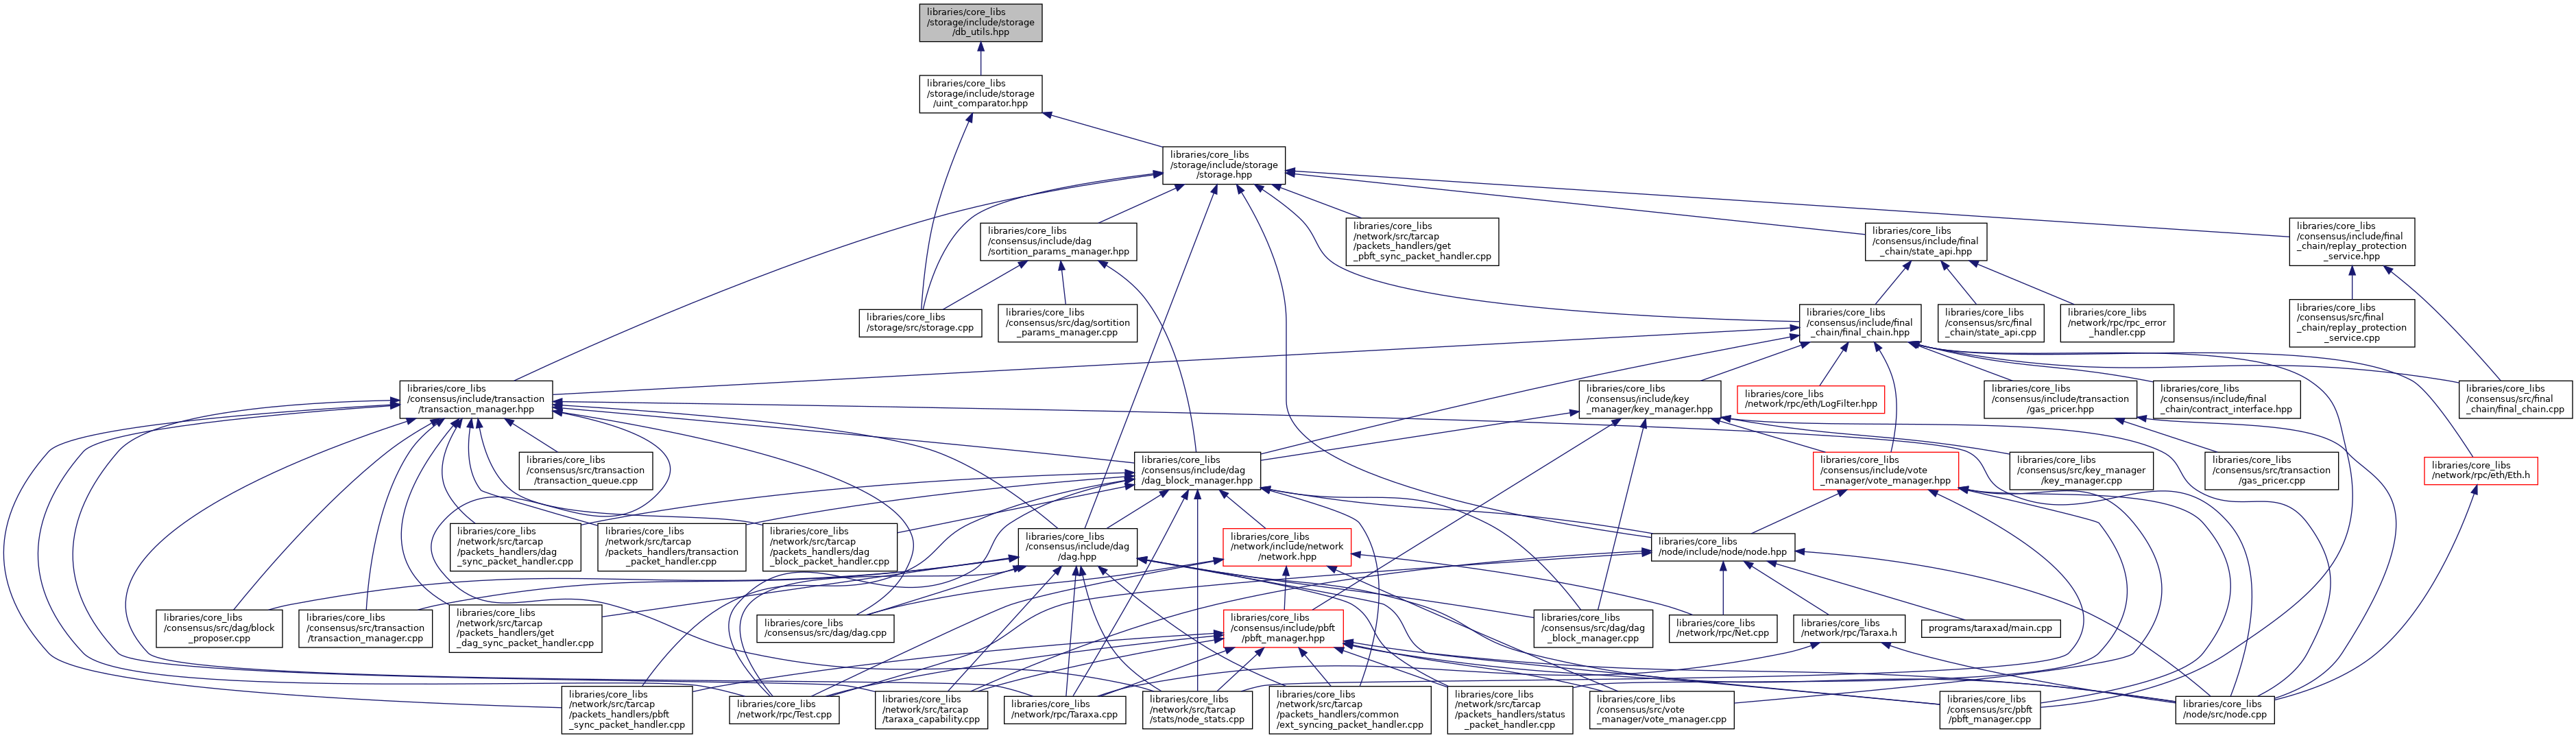 libraries/core_libs
/storage/include/storage
/db_utils.hpp
libraries/core_libs
/storage/include/storage
/uint_comparator.hpp
libraries/core_libs
/storage/include/storage
/storage.hpp
libraries/core_libs
/consensus/include/dag
/sortition_params_manager.hpp
libraries/core_libs
/network/src/tarcap
/packets_handlers/get
_pbft_sync_packet_handler.cpp
libraries/core_libs
/consensus/include/final
_chain/state_api.hpp
libraries/core_libs
/consensus/include/final
_chain/replay_protection
_service.hpp
libraries/core_libs
/storage/src/storage.cpp
libraries/core_libs
/consensus/src/dag/sortition
_params_manager.cpp
libraries/core_libs
/consensus/include/final
_chain/final_chain.hpp
libraries/core_libs
/consensus/src/final
_chain/state_api.cpp
libraries/core_libs
/network/rpc/rpc_error
_handler.cpp
libraries/core_libs
/consensus/src/final
_chain/replay_protection
_service.cpp
libraries/core_libs
/consensus/include/transaction
/transaction_manager.hpp
libraries/core_libs
/consensus/include/key
_manager/key_manager.hpp
libraries/core_libs
/network/rpc/eth/LogFilter.hpp
libraries/core_libs
/consensus/include/transaction
/gas_pricer.hpp
libraries/core_libs
/consensus/include/final
_chain/contract_interface.hpp
libraries/core_libs
/consensus/src/final
_chain/final_chain.cpp
libraries/core_libs
/consensus/src/transaction
/transaction_queue.cpp
libraries/core_libs
/consensus/include/dag
/dag_block_manager.hpp
libraries/core_libs
/consensus/include/vote
_manager/vote_manager.hpp
libraries/core_libs
/consensus/src/key_manager
/key_manager.cpp
libraries/core_libs
/consensus/src/transaction
/gas_pricer.cpp
libraries/core_libs
/network/rpc/eth/Eth.h
libraries/core_libs
/network/src/tarcap
/packets_handlers/dag
_sync_packet_handler.cpp
libraries/core_libs
/network/src/tarcap
/packets_handlers/transaction
_packet_handler.cpp
libraries/core_libs
/network/src/tarcap
/packets_handlers/dag
_block_packet_handler.cpp
libraries/core_libs
/consensus/include/dag
/dag.hpp
libraries/core_libs
/network/include/network
/network.hpp
libraries/core_libs
/node/include/node/node.hpp
libraries/core_libs
/consensus/src/dag/block
_proposer.cpp
libraries/core_libs
/consensus/src/transaction
/transaction_manager.cpp
libraries/core_libs
/network/src/tarcap
/packets_handlers/get
_dag_sync_packet_handler.cpp
libraries/core_libs
/consensus/src/dag/dag.cpp
libraries/core_libs
/consensus/include/pbft
/pbft_manager.hpp
libraries/core_libs
/consensus/src/dag/dag
_block_manager.cpp
libraries/core_libs
/network/rpc/Net.cpp
libraries/core_libs
/network/rpc/Taraxa.h
programs/taraxad/main.cpp
libraries/core_libs
/network/src/tarcap
/packets_handlers/pbft
_sync_packet_handler.cpp
libraries/core_libs
/network/rpc/Test.cpp
libraries/core_libs
/network/src/tarcap
/taraxa_capability.cpp
libraries/core_libs
/network/rpc/Taraxa.cpp
libraries/core_libs
/network/src/tarcap
/stats/node_stats.cpp
libraries/core_libs
/network/src/tarcap
/packets_handlers/common
/ext_syncing_packet_handler.cpp
libraries/core_libs
/network/src/tarcap
/packets_handlers/status
_packet_handler.cpp
libraries/core_libs
/consensus/src/vote
_manager/vote_manager.cpp
libraries/core_libs
/consensus/src/pbft
/pbft_manager.cpp
libraries/core_libs
/node/src/node.cpp